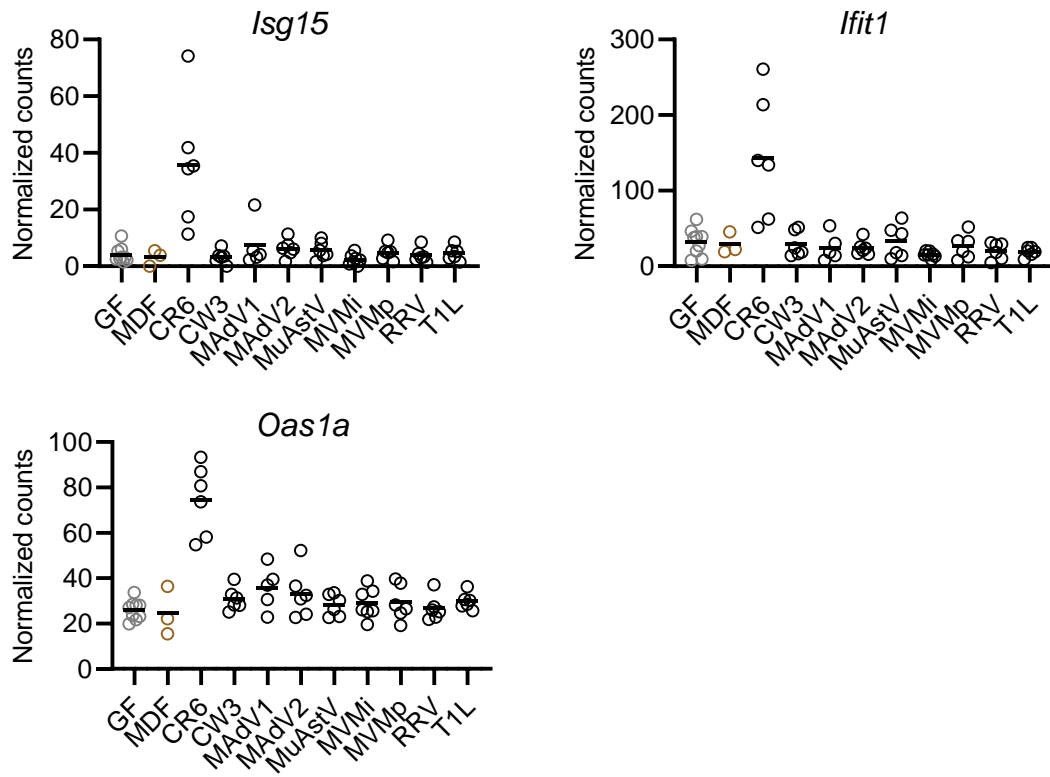 Isg15
Normalized counts
80
60
40
20
0
GF MDF CR6 CW3 MAdV1 MAdV2 MuAstV MVMi MVMp RRV T1L
Ifit1
Normalized counts
300
200
100
0
GF MDF CR6 CW3 MAdV1 MAdV2 MuAstV MVMi MVMp RRV T1L
Oas1a
Normalized counts
100
80
60
40
20
0
GF MDF CR6 CW3 MAdV1 MAdV2 MuAstV MVMi MVMp RRV T1L